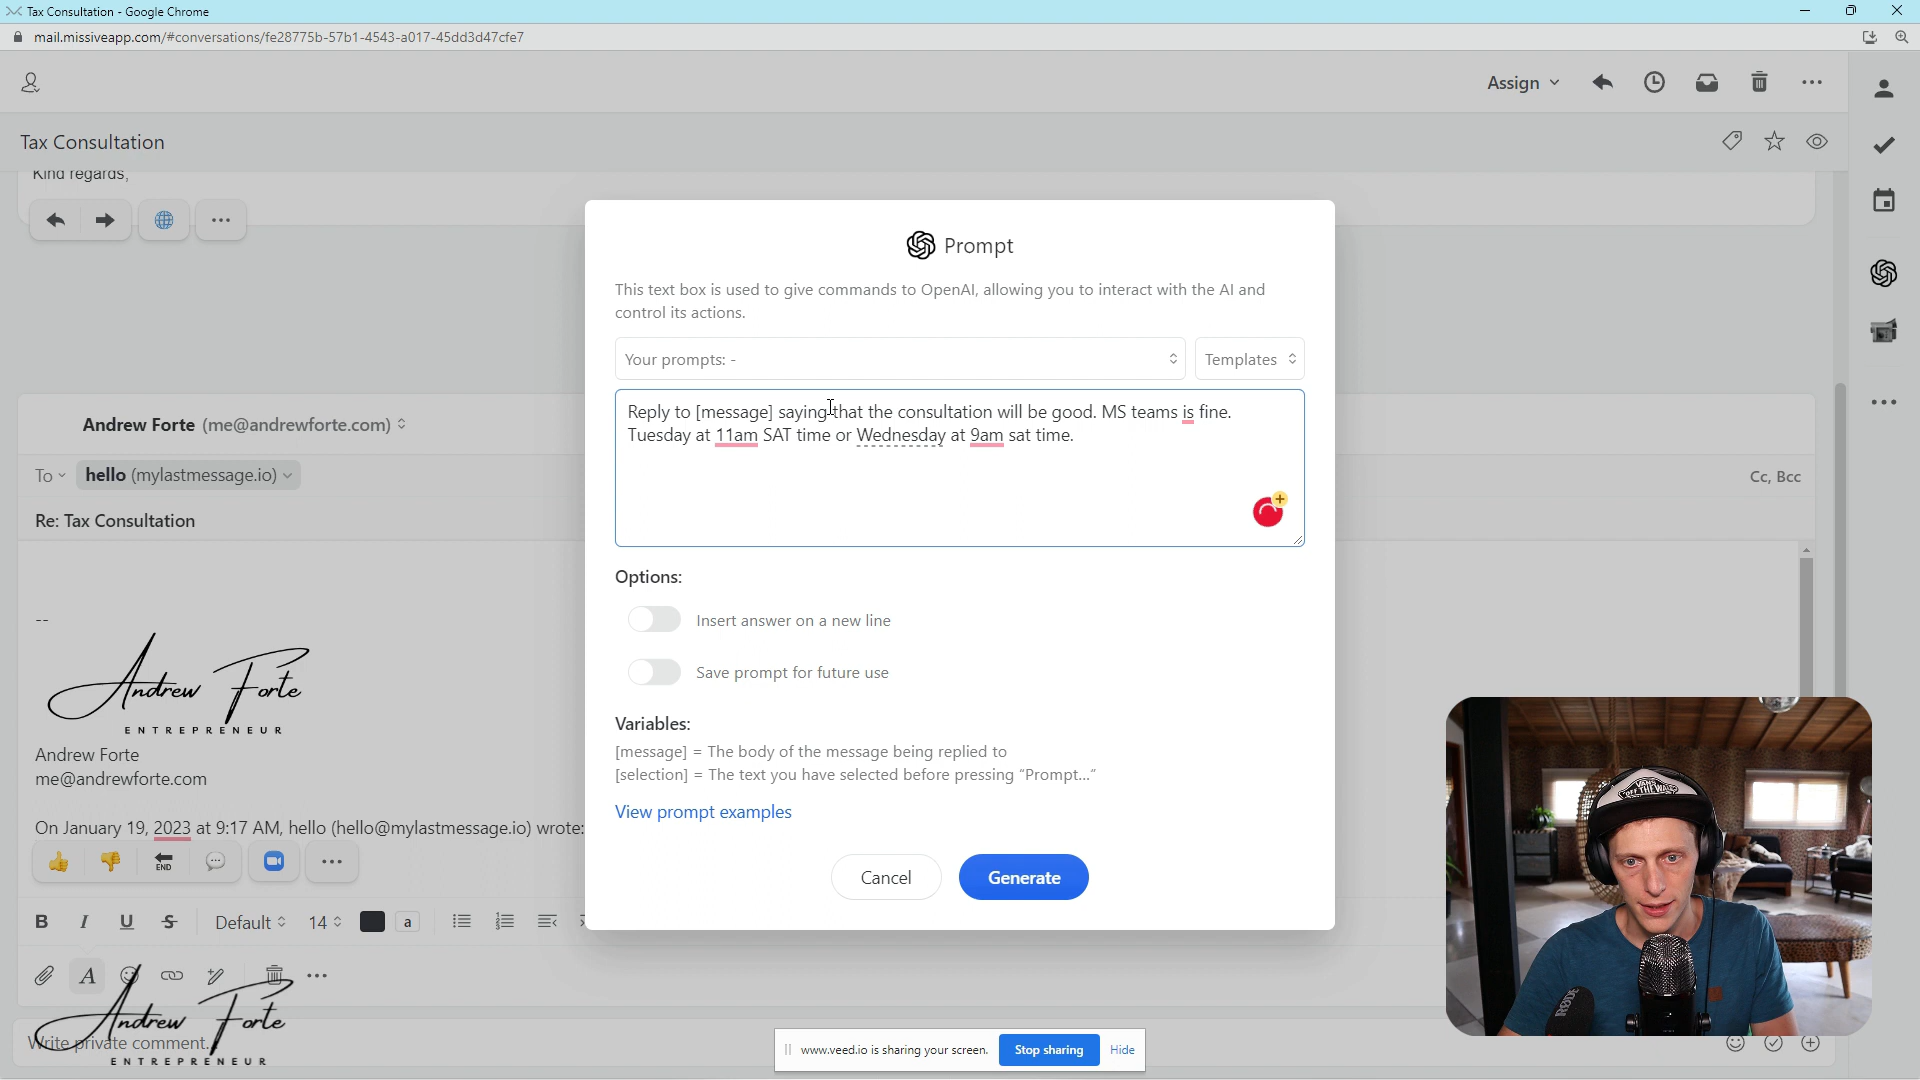 Tax Consultation - Google Chrome
mail.missiveapp.com/#conversations/fe28775b-57b1-4543-a017-45dd3d47cfe7
Assign
Tax Consultation
Kind regards,
Prompt
This text box is used to give commands to OpenAI, allowing you to interact with the AI and
control its actions.
Your prompts: -
Templates
Reply to [message] saying that the consultation will be good. MS teams is fine.
Tuesday at 11am SAT time or Wednesday at 9am sat time.
Andrew Forte (me@andrewforte.com)
To hello (mylastmessage.io)
Cc, Bcc
Re: Tax Consultation
Options:
Insert answer on a new line
Save prompt for future use
Variables:
[message] = The body of the message being replied to
[selection] = The text you have selected before pressing “Prompt...”
View prompt examples
Cancel
Generate
--
Andrew Forte
ENTREPRENEUR
Andrew Forte
me@andrewforte.com
On January 19, 2023 at 9:17 AM, hello (hello@mylastmessage.io) wrote:
END
B I U S Default 14 a
A
Andrew Forte
ENTREPRENEUR
Write private comment...
www.veed.io is sharing your screen.
Stop sharing
Hide
VANS
"OFF THE WALL"
RØDE